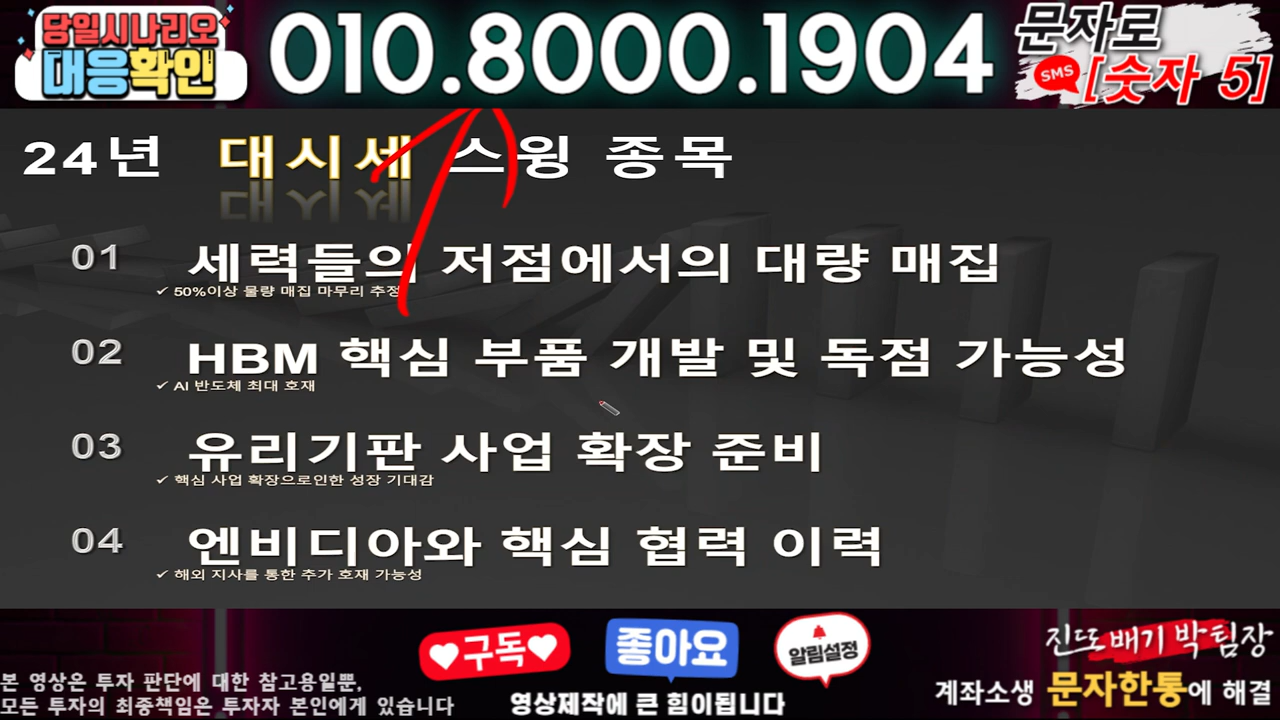 당일시나리오
대응확인
010.8000.1904
문자로
SMS [숫자 5]
24년 대시세 스윙 종목
01 세력들의 저점에서의 대량 매집
✓ 50%이상 물량 매집 마무리 추정
02 HBM 핵심 부품 개발 및 독점 가능성
✓ AI 반도체 최대 호재
03 유리기판 사업 확장 준비
✓ 핵심 사업 확장으로인한 성장 기대감
04 엔비디아와 핵심 협력 이력
✓ 해외 지사를 통한 추가 호재 가능성
구독
좋아요
알림설정
영상제작에 큰 힘이됩니다
본 영상은 투자 판단에 대한 참고용일뿐,
모든 투자의 최종책임은 투자자 본인에게 있습니다
진또배기 박팀장
계좌소생 문자한통에 해결